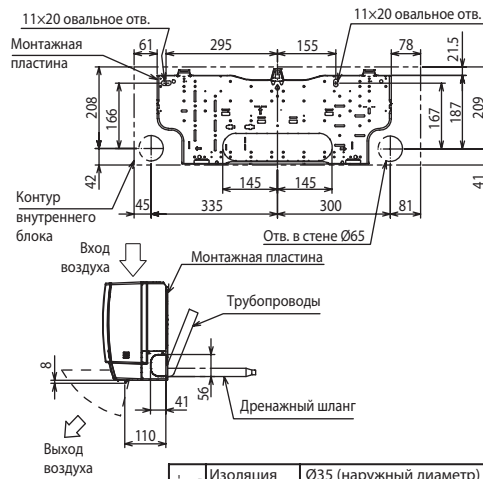 11×20 овальное отв.
11×20 овальное отв.
Монтажная
пластина
61
295
155
78
21.5
208
166
167
187
209
42
41
145
145
Контур
внутреннего
блока
45
335
300
81
Отв. в стене Ø65
Вход
воздуха
Монтажная пластина
Трубопроводы
8
41
56
Дренажный шланг
110
Выход
воздуха
Изоляция
Ø35 (наружный диаметр)